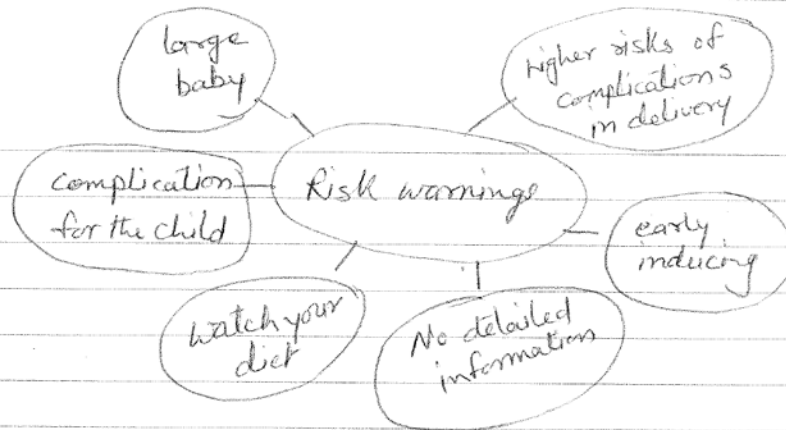 large
baby
Higher risks of
complications
in delivery
Risk warnings
complication
for the child
early
inducing
watch your
diet
No detailed
information